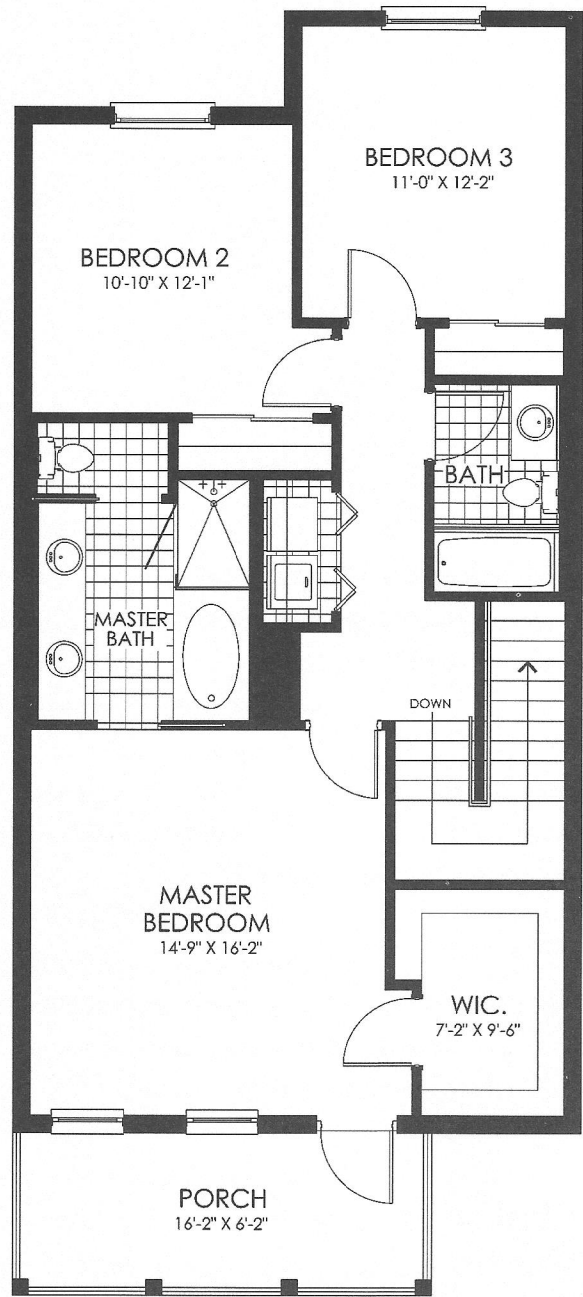 BEDROOM 3
11'-0" X 12'-2"
BEDROOM 2
10'-10" X 12'-1"
BATH
MASTER
BATH
DOWN
MASTER
BEDROOM
14'-9" X 16'-2"
WIC.
7'-2" X 9'-6"
PORCH
16'-2" X 6'-2"